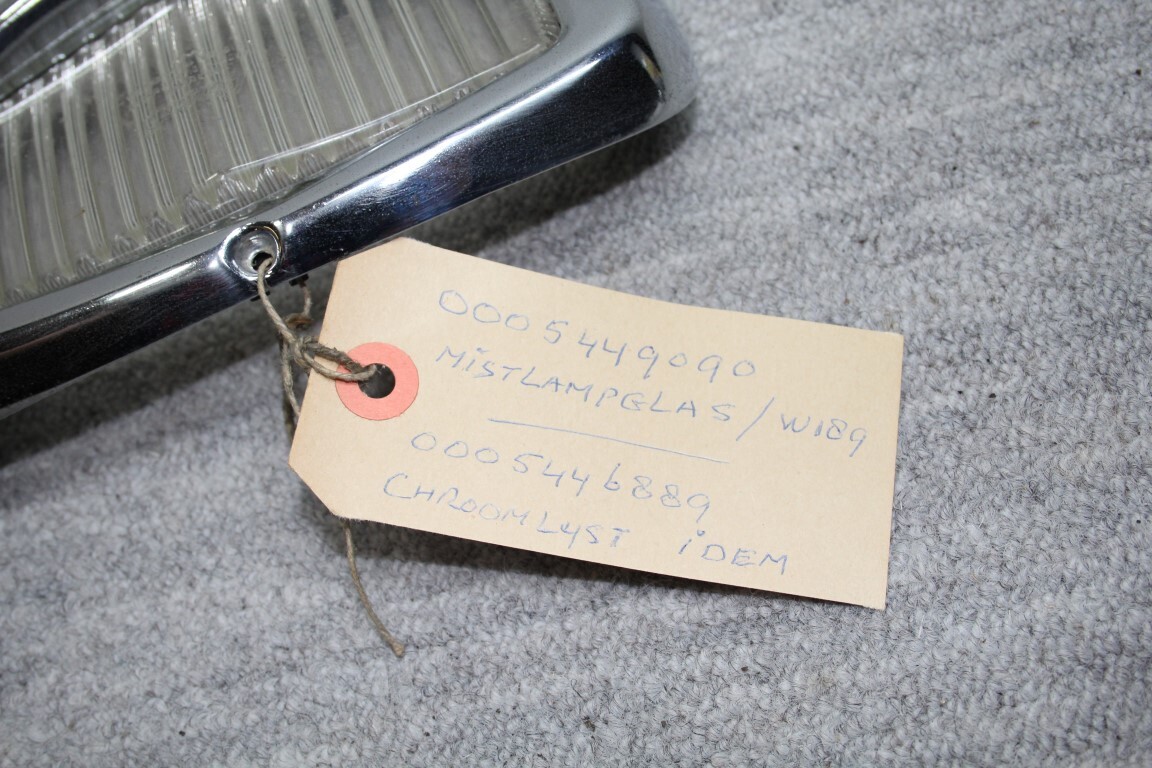 0005449090
MiSTLAMPGLAS/W189
0005446889
CHROOMLYST iDEM